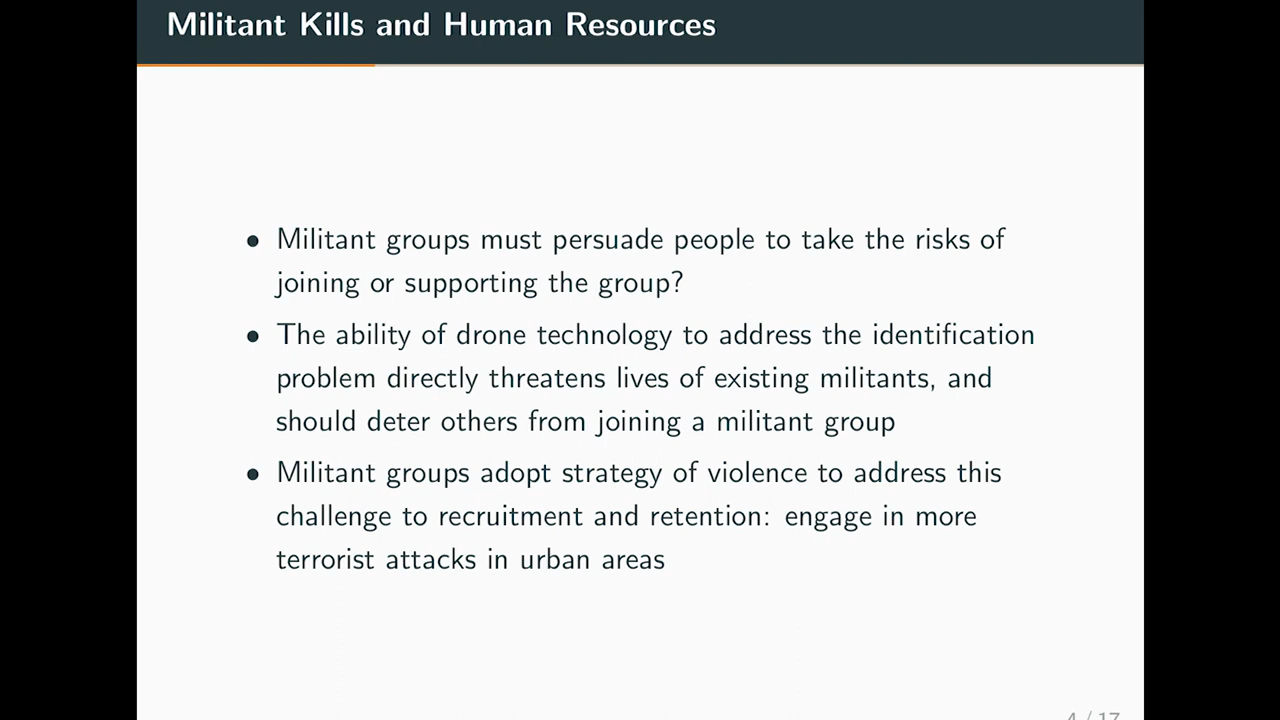 Militant Kills and Human Resources
• Militant groups must persuade people to take the risks of
joining or supporting the group?
• The ability of drone technology to address the identification
problem directly threatens lives of existing militants, and
should deter others from joining a militant group
• Militant groups adopt strategy of violence to address this
challenge to recruitment and retention: engage in more
terrorist attacks in urban areas
4 / 17